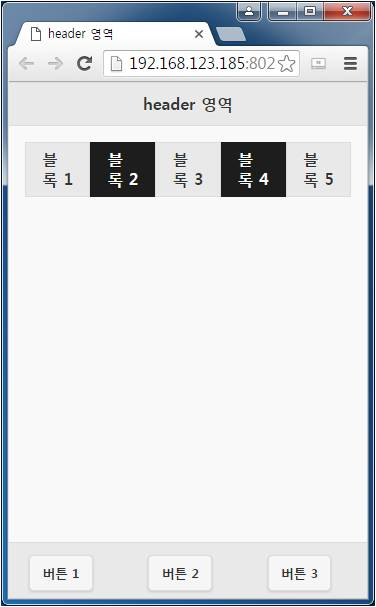 header 영역
192.168.123.185:802
header 영역
블록 1
블록 2
블록 3
블록 4
블록 5
버튼 1
버튼 2
버튼 3